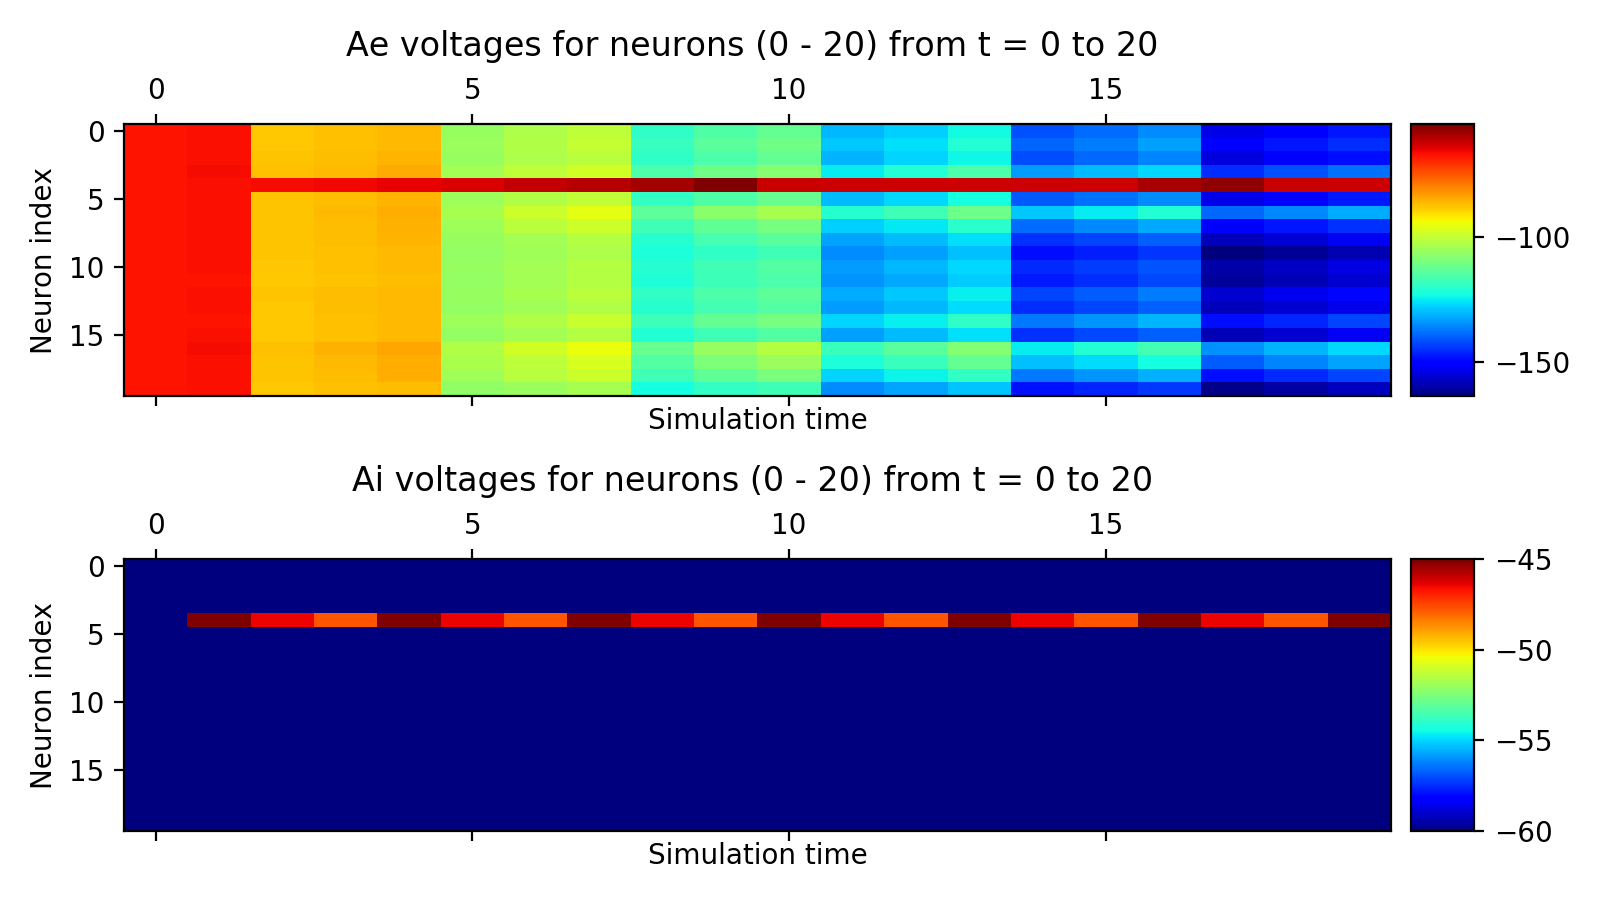 Ae voltages for neurons (0 - 20) from t = 0 to 20
0 5 10 15
0
5
10
15
Neuron index
Simulation time
−100
−150
Ai voltages for neurons (0 - 20) from t = 0 to 20
0 5 10 15
0
5
10
15
Neuron index
Simulation time
−45
−50
−55
−60